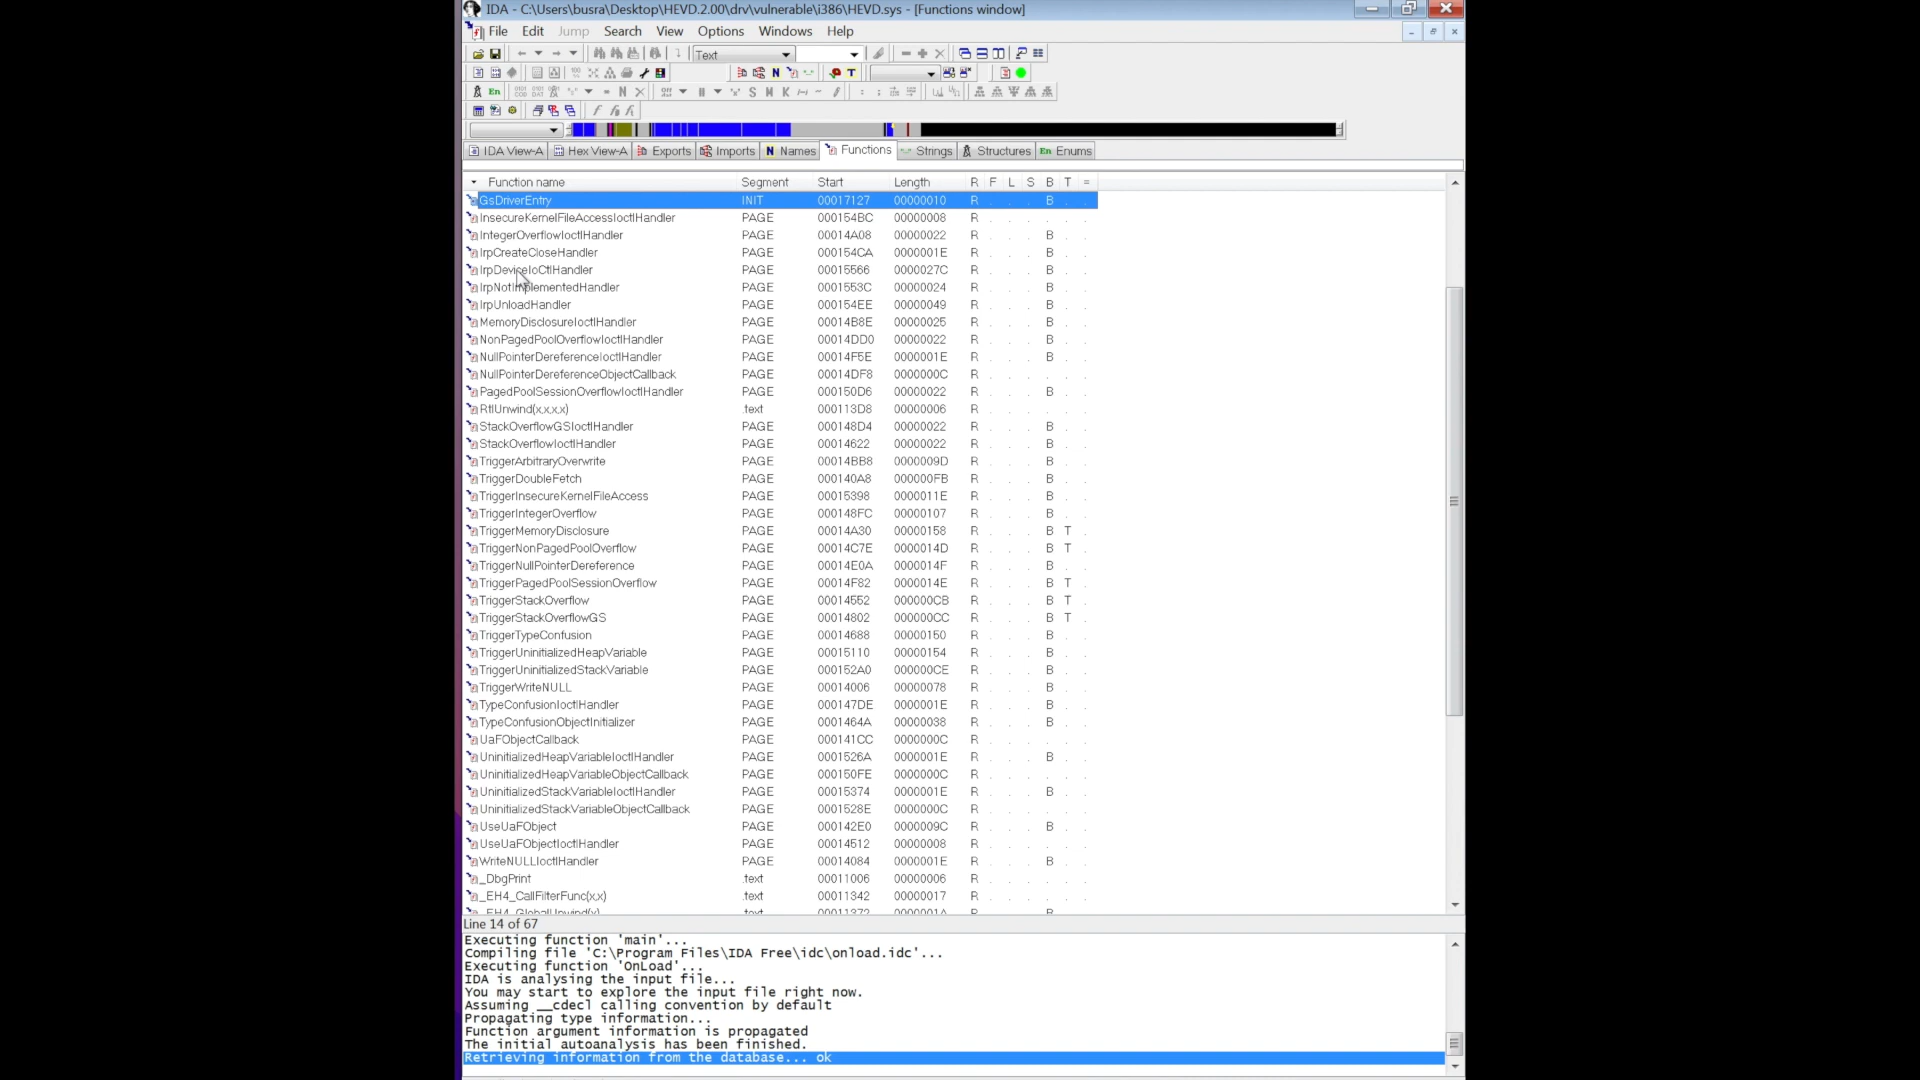 IDA - C:\Users\busra\Desktop\HEVD.2.00\drv\vulnerable\i386\HEVD.sys - [Functions window]
File Edit Jump Search View Options Windows Help
Text
IDA View-A Hex View-A Exports Imports N Names Functions Strings Structures En Enums
Function name Segment Start Length R F L S B T =
GsDriverEntry INIT 00017127 00000010 R . . . B . .
InsecureKernelFileAccessIoctlHandler PAGE 000154BC 00000008 R . . . . . .
IntegerOverflowIoctlHandler PAGE 00014A08 00000022 R . . . B . .
IrpCreateCloseHandler PAGE 000154CA 0000001E R . . . B . .
IrpDeviceIoCtlHandler PAGE 00015566 0000027C R . . . B . .
IrpNotImplementedHandler PAGE 0001553C 00000024 R . . . B . .
IrpUnloadHandler PAGE 000154EE 00000049 R . . . B . .
MemoryDisclosureIoctlHandler PAGE 00014B8E 00000025 R . . . B . .
NonPagedPoolOverflowIoctlHandler PAGE 00014DD0 00000022 R . . . B . .
NullPointerDereferenceIoctlHandler PAGE 00014F5E 0000001E R . . . B . .
NullPointerDereferenceObjectCallback PAGE 00014DF8 0000000C R . . . . . .
PagedPoolSessionOverflowIoctlHandler PAGE 000150D6 00000022 R . . . B . .
RtlUnwind(x,x,x,x) .text 000113D8 00000006 R . . . . . .
StackOverflowGSIoctlHandler PAGE 000148D4 00000022 R . . . B . .
StackOverflowIoctlHandler PAGE 00014622 00000022 R . . . B . .
TriggerArbitraryOverwrite PAGE 00014BB8 0000009D R . . . B . .
TriggerDoubleFetch PAGE 000140A8 000000FB R . . . B . .
TriggerInsecureKernelFileAccess PAGE 00015398 0000011E R . . . B . .
TriggerIntegerOverflow PAGE 000148FC 00000107 R . . . B . .
TriggerMemoryDisclosure PAGE 00014A30 00000158 R . . . B T .
TriggerNonPagedPoolOverflow PAGE 00014C7E 0000014D R . . . B T .
TriggerNullPointerDereference PAGE 00014E0A 0000014F R . . . B . .
TriggerPagedPoolSessionOverflow PAGE 00014F82 0000014E R . . . B T .
TriggerStackOverflow PAGE 00014552 000000CB R . . . B T .
TriggerStackOverflowGS PAGE 00014802 000000CC R . . . B T .
TriggerTypeConfusion PAGE 00014688 00000150 R . . . B . .
TriggerUninitializedHeapVariable PAGE 00015110 00000154 R . . . B . .
TriggerUninitializedStackVariable PAGE 000152A0 000000CE R . . . B . .
TriggerWriteNULL PAGE 00014006 00000078 R . . . B . .
TypeConfusionIoctlHandler PAGE 000147DE 0000001E R . . . B . .
TypeConfusionObjectInitializer PAGE 0001464A 00000038 R . . . B . .
UaFObjectCallback PAGE 000141CC 0000000C R . . . . . .
UninitializedHeapVariableIoctlHandler PAGE 0001526A 0000001E R . . . B . .
UninitializedHeapVariableObjectCallback PAGE 000150FE 0000000C R . . . . . .
UninitializedStackVariableIoctlHandler PAGE 00015374 0000001E R . . . B . .
UninitializedStackVariableObjectCallback PAGE 0001528E 0000000C R . . . . . .
UseUaFObject PAGE 000142E0 0000009C R . . . B . .
UseUaFObjectIoctlHandler PAGE 00014512 00000008 R . . . . . .
WriteNULLIoctlHandler PAGE 00014084 0000001E R . . . B . .
_DbgPrint .text 00011006 00000006 R . . . . . .
_EH4_CallFilterFunc(x,x) .text 00011342 00000017 R . . . . . .
_EH4_GlobalUnwind(x) .text 00011372 0000001A R . . . B . .
Line 14 of 67
Executing function 'main'...
Compiling file 'C:\Program Files\IDA Free\idc\onload.idc'...
Executing function 'OnLoad'...
IDA is analysing the input file...
You may start to explore the input file right now.
Assuming __cdecl calling convention by default
Propagating type information...
Function argument information is propagated
The initial autoanalysis has been finished.
Retrieving information from the database... ok